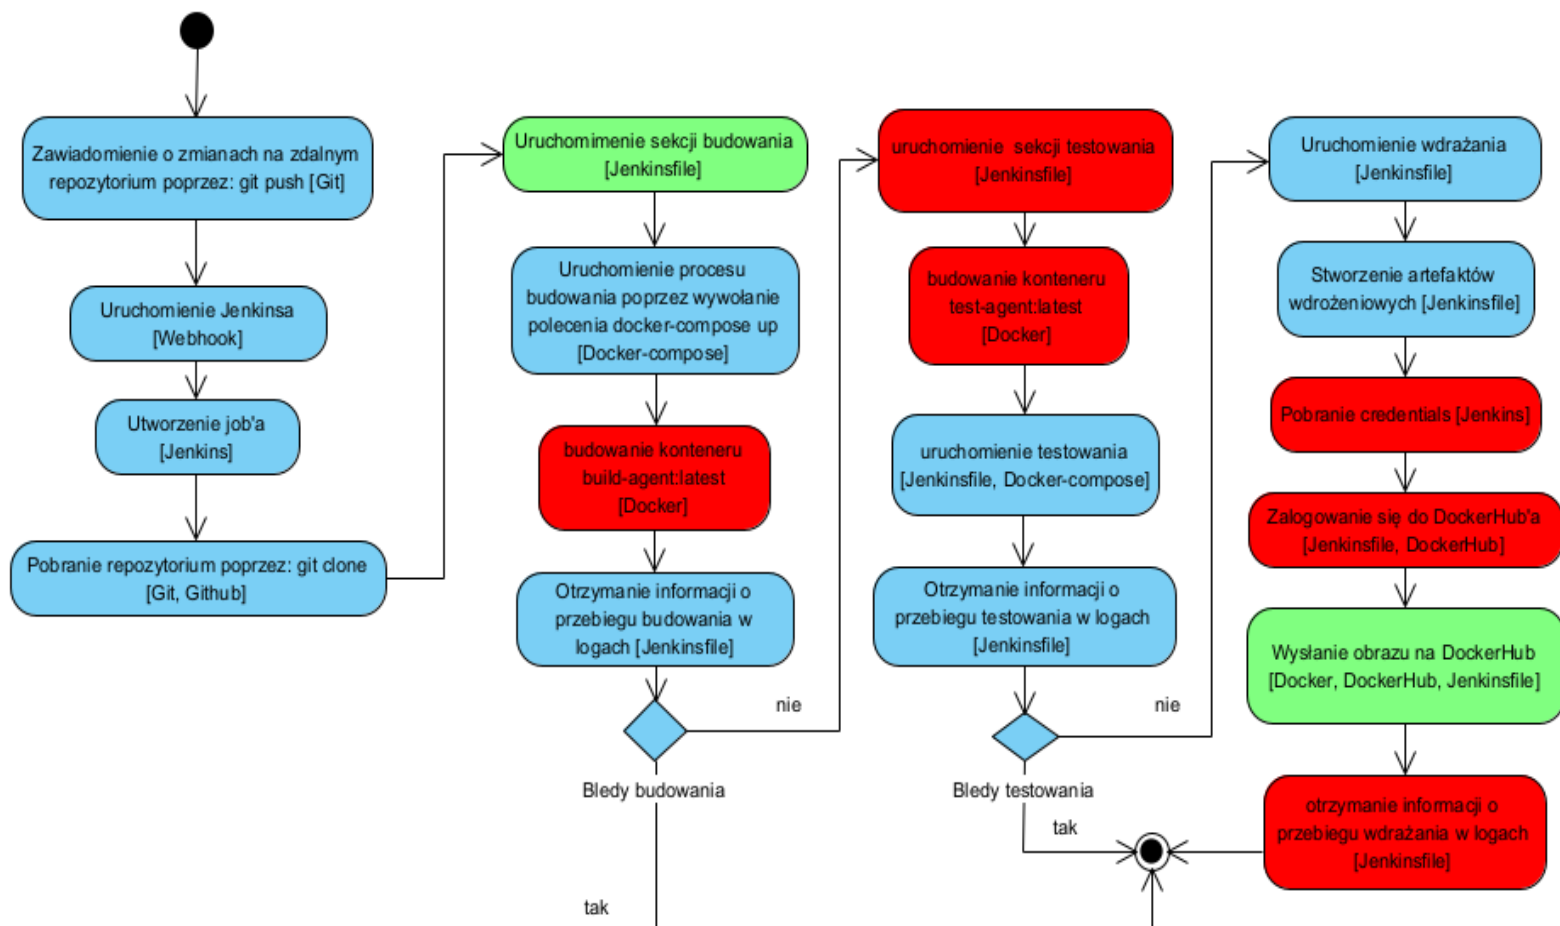 Zawiadomienie o zmianach na zdalnym
repozytorium poprzez: git push [Git]
Uruchomienie Jenkinsa
[Webhook]
Utworzenie job'a
[Jenkins]
Pobranie repozytorium poprzez: git clone
[Git, Github]
Uruchomimenie sekcji budowania
[Jenkinsfile]
Uruchomienie procesu
budowania poprzez wywołanie
polecenia docker-compose up
[Docker-compose]
budowanie konteneru
build-agent:latest
[Docker]
Otrzymanie informacji o
przebiegu budowania w
logach [Jenkinsfile]
nie
Bledy budowania
tak
uruchomienie sekcji testowania
[Jenkinsfile]
budowanie konteneru
test-agent:latest
[Docker]
uruchomienie testowania
[Jenkinsfile, Docker-compose]
Otrzymanie informacji o
przebiegu testowania w logach
[Jenkinsfile]
nie
Bledy testowania
tak
Uruchomienie wdrażania
[Jenkinsfile]
Stworzenie artefaktów
wdrożeniowych [Jenkinsfile]
Pobranie credentials [Jenkins]
Zalogowanie się do DockerHub'a
[Jenkinsfile, DockerHub]
Wysłanie obrazu na DockerHub
[Docker, DockerHub, Jenkinsfile]
otrzymanie informacji o
przebiegu wdrażania w logach
[Jenkinsfile]